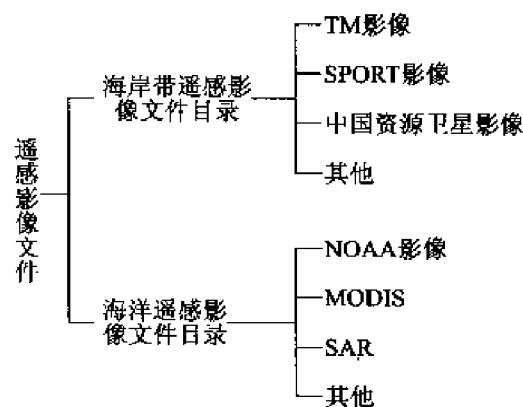 遥感影像文件
海岸带遥感影
像文件目录
TM影像
SPORT影像
中国资源卫星影像
其他
海洋遥感影
像文件目录
NOAA影像
MODIS
SAR
其他